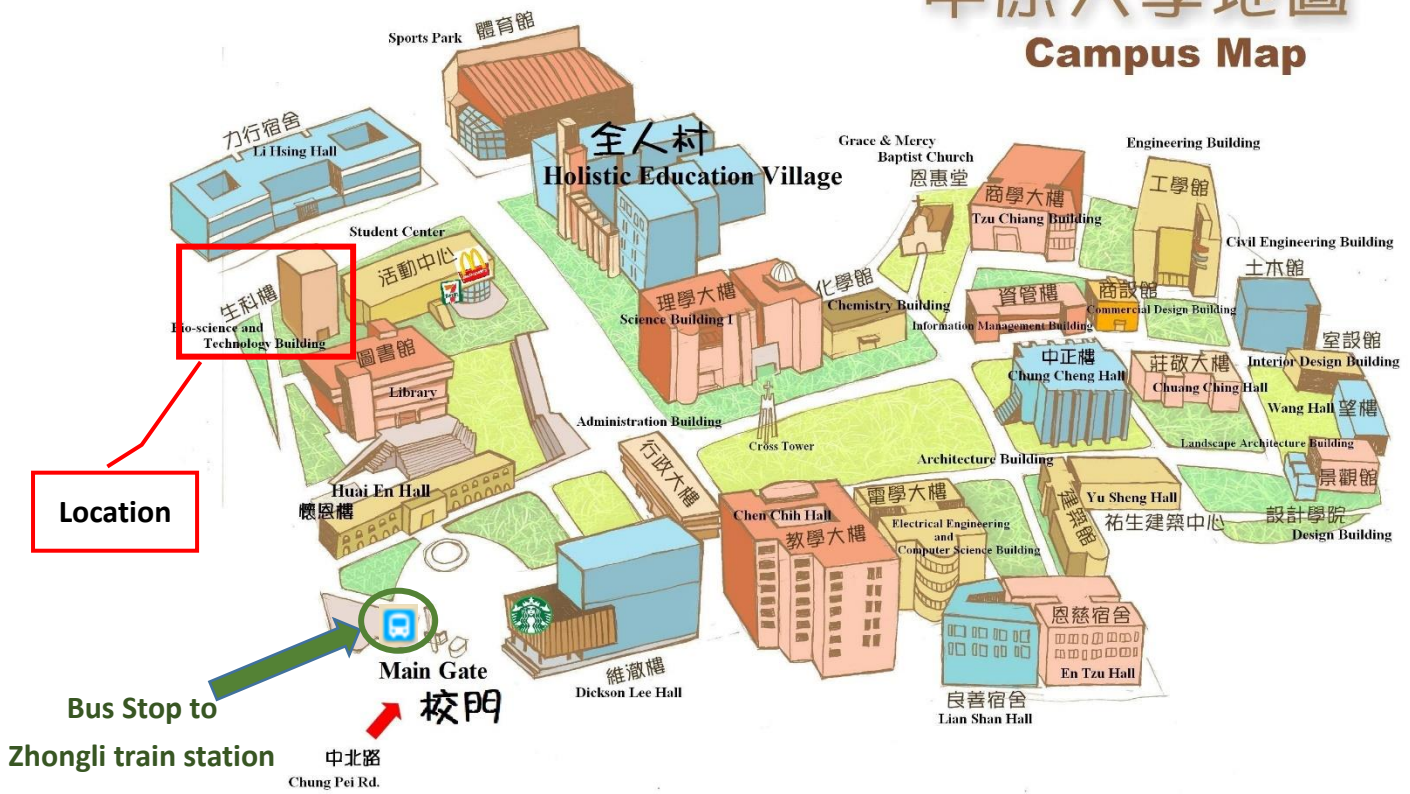 中原大學地圖
Campus Map
Sports Park
體育館
力行宿舍
Li Hsing Hall
全人村
Holistic Education Village
Grace & Mercy
Baptist Church
恩惠堂
商學大樓
Tzu Chiang Building
Engineering Building
工學館
Civil Engineering Building
土木館
Student Center
活動中心
McDonald's
7
ELEVEN
生科樓
Bio-science and
Technology Building
圖書館
Library
理學大樓
Science Building I
化學館
Chemistry Building
資管樓
Information Management Building
商設館
Commercial Design Building
室設館
Interior Design Building
中正樓
Chung Cheng Hall
莊敬大樓
Chuang Ching Hall
Wang Hall 望樓
Landscape Architecture Building
景觀館
Administration Building
行政大樓
Cross Tower
Architecture Building
建築館
Yu Sheng Hall
祐生建築中心
設計學院
Design Building
Location
Huai En Hall
懷恩樓
Chen Chih Hall
教學大樓
電學大樓
Electrical Engineering
and
Computer Science Building
恩慈宿舍
En Tzu Hall
良善宿舍
Lian Shan Hall
維澈樓
Dickson Lee Hall
Main Gate
校門
Bus Stop to
Zhongli train station
中北路
Chung Pei Rd.